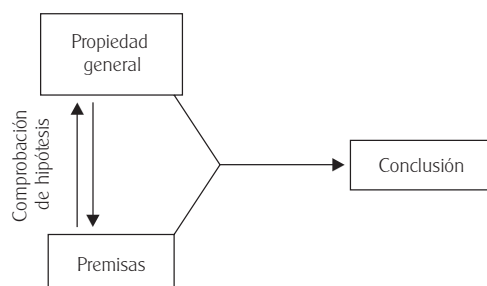 Propiedad
general
Comprobación
de hipótesis
Conclusión
Premisas